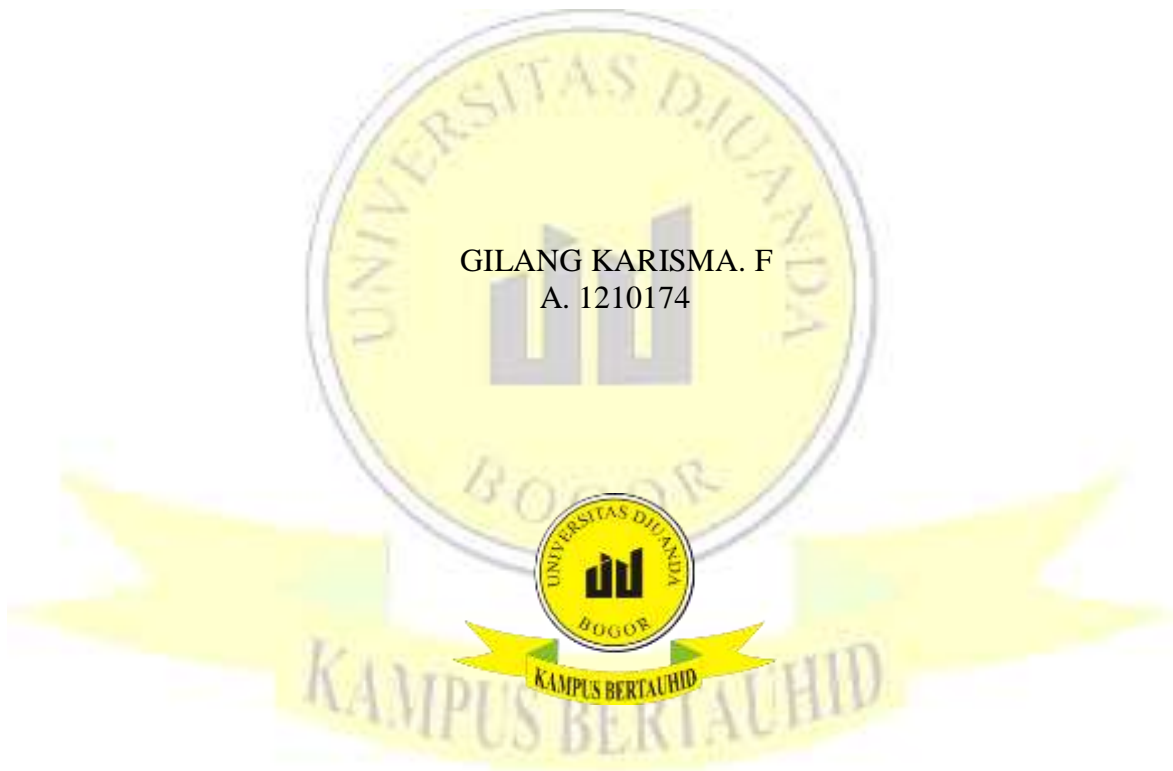 UNIVERSITAS DJUANDA
GILANG KARISMA. F
A. 1210174
BOGOR
UNIVERSITAS DJUANDA
BOGOR
KAMPUS BERTAUHID
KAMPUS BERTAUHID